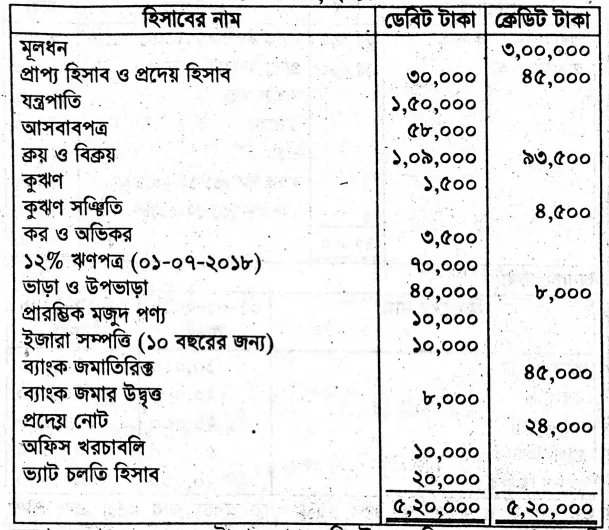 হিসাবের নাম ডেবিট টাকা ক্রেডিট টাকা
মূলধন ৩,০০,০০০
প্রাপ্য হিসাব ও প্রদেয় হিসাব ৩০,০০০ ৪৫,০০০
যন্ত্রপাতি ১,৫০,০০০
আসবাবপত্র ৫৮,০০০
ক্রয় ও বিক্রয় ১,০৯,০০০ ৯৩,৫০০
কুঋণ ১,৫০০
কুঋণ সঞ্চিতি ৪,৫০০
কর ও অভিকর ৩,৫০০
১২% ঋণপত্র (০১-০৭-২০১৮) ৭০,০০০
ভাড়া ও উপভাড়া ৪০,০০০ ৮,০০০
প্রারম্ভিক মজুদ পণ্য ১০,০০০
ইজারা সম্পত্তি (১০ বছরের জন্য) ১০,০০০
ব্যাংক জমাতিরিক্ত ৪৫,০০০
ব্যাংক জমার উদ্বৃত্ত ৮,০০০
প্রদেয় নোট ২৪,০০০
অফিস খরচাবলি ১০,০০০
ভ্যাট চলতি হিসাব ২০,০০০
৫,২০,০০০ ৫,২০,০০০